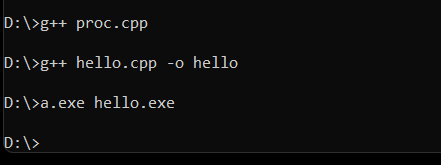 D:\>g++ proc.cpp
D:\>g++ hello.cpp -o hello
D:\>a.exe hello.exe
D:\>